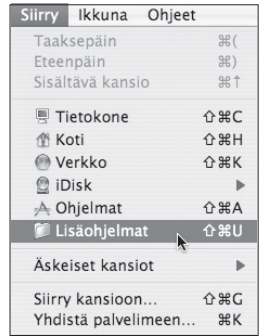 Siirry Ikkuna Ohjeet
Taaksepäin ⌘(
Eteenpäin ⌘)
Sisältävä kansio ⌘↑
Tietokone ⇧⌘C
Koti ⇧⌘H
Verkko ⇧⌘K
iDisk ▶
Ohjelmat ⇧⌘A
Lisäohjelmat ⇧⌘U
Äskeiset kansiot ▶
Siirry kansioon... ⇧⌘G
Yhdistä palvelimeen... ⌘K